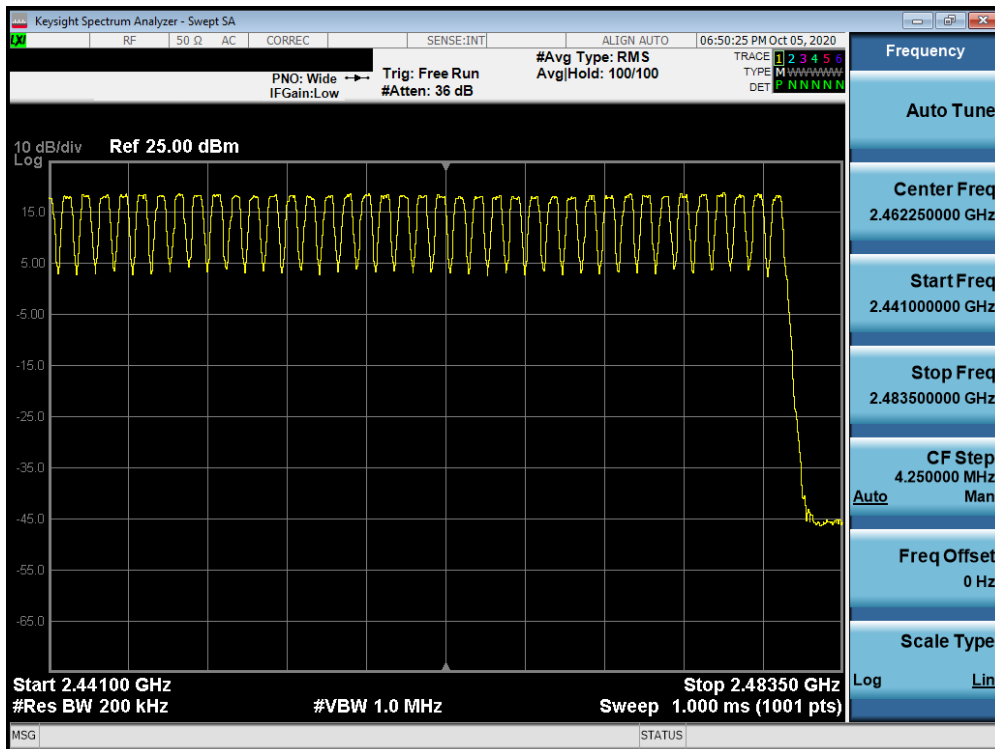 Keysight Spectrum Analyzer - Swept SA
LXI RF 50 Ω AC CORREC SENSE:INT ALIGN AUTO 06:50:25 PM Oct 05, 2020
#Avg Type: RMS TRACE 1 2 3 4 5 6
PNO: Wide Trig: Free Run Avg|Hold: 100/100 TYPE M W W W W W
IFGain:Low #Atten: 36 dB DET P N N N N N
10 dB/div Ref 25.00 dBm
Log
15.0
5.00
-5.00
-15.0
-25.0
-35.0
-45.0
-55.0
-65.0
Start 2.44100 GHz Stop 2.48350 GHz
#Res BW 200 kHz #VBW 1.0 MHz Sweep 1.000 ms (1001 pts)
MSG STATUS
Frequency
Auto Tune
Center Freq
2.462250000 GHz
Start Freq
2.441000000 GHz
Stop Freq
2.483500000 GHz
CF Step
4.250000 MHz
Auto Man
Freq Offset
0 Hz
Scale Type
Log Lin